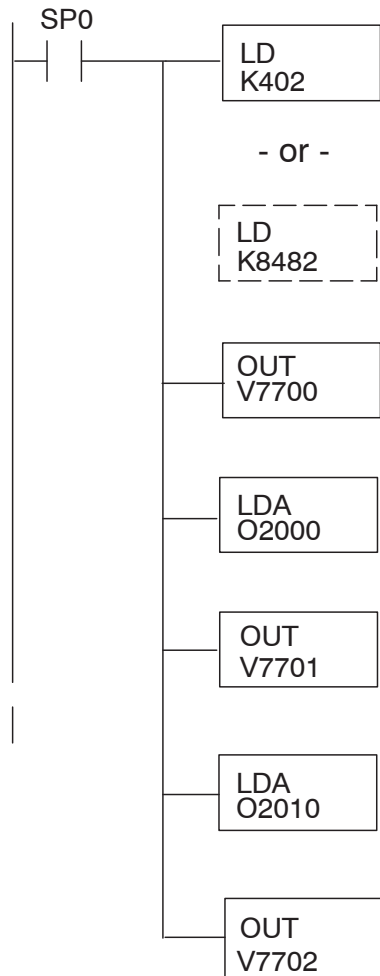 SP0
LD
K402
- or -
LD
K8482
OUT
V7700
LDA
O2000
OUT
V7701
LDA
O2010
OUT
V7702